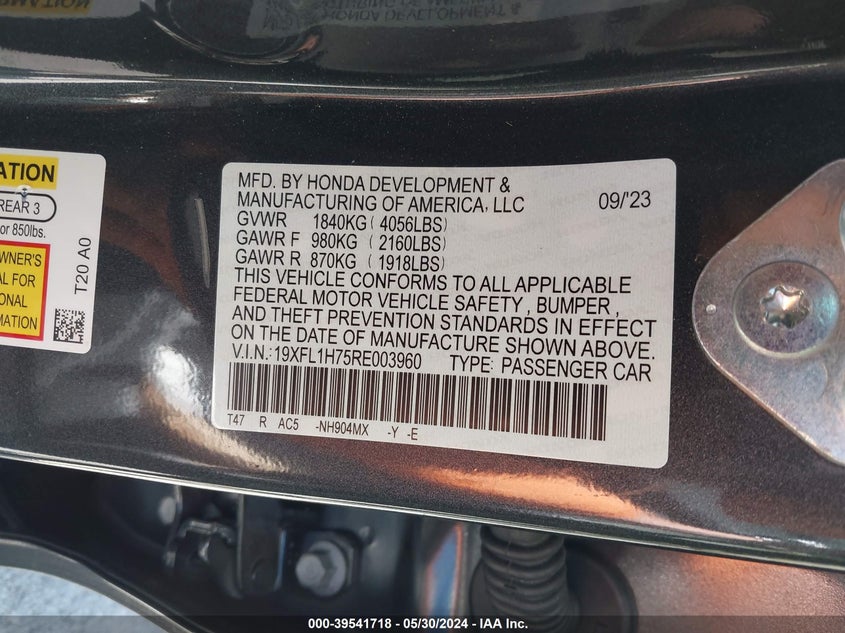 ATION
REAR 3
or 850lbs.
WNER'S
AL FOR
ONAL
MATION
T20 A0
MFD. BY HONDA DEVELOPMENT &
MANUFACTURING OF AMERICA, LLC 09/'23
GVWR 1840KG ( 4056LBS)
GAWR F 980KG ( 2160LBS)
GAWR R 870KG ( 1918LBS)
THIS VEHICLE CONFORMS TO ALL APPLICABLE
FEDERAL MOTOR VEHICLE SAFETY , BUMPER ,
AND THEFT PREVENTION STANDARDS IN EFFECT
ON THE DATE OF MANUFACTURE SHOWN ABOVE.
V.I.N.:19XFL1H75RE003960 TYPE: PASSENGER CAR
T47 R AC5 -NH904MX -Y -E
000-39541718 - 05/30/2024 - IAA Inc.